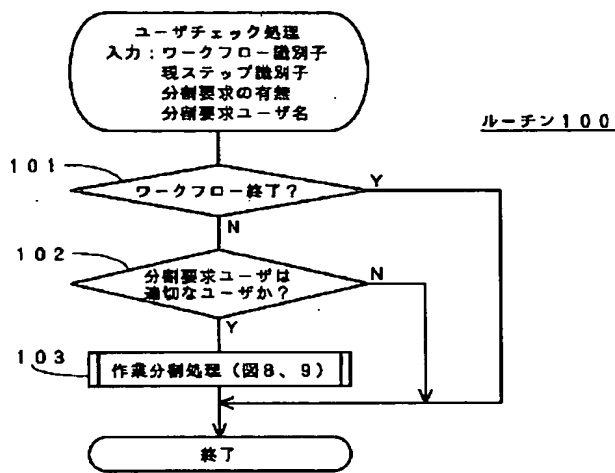 ユーザチェック処理
入力：ワークフロー識別子
現ステップ識別子
分割要求の有無
分割要求ユーザ名
ルーチン100
101
ワークフロー終了？
Y
N
102
分割要求ユーザは
適切なユーザか？
N
Y
103
作業分割処理（図8、9）
終了